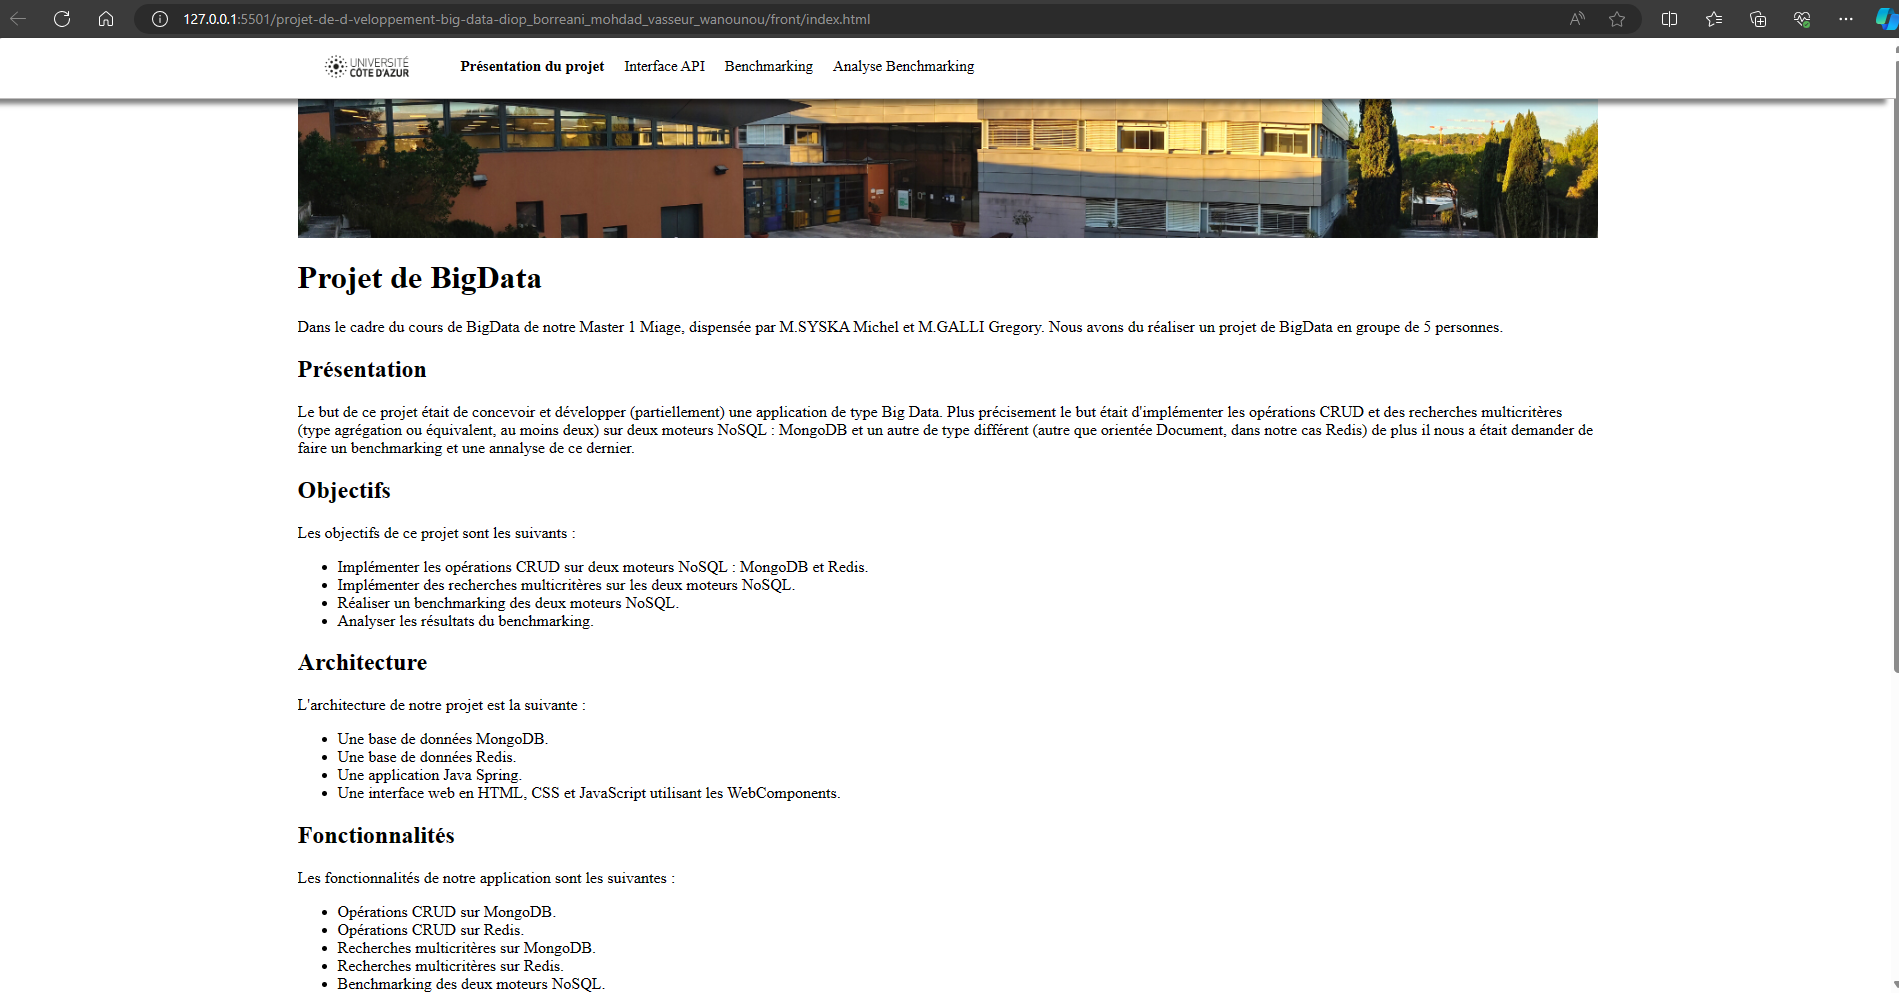 127.0.0.1:5501/projet-de-d-veloppement-big-data-diop_borreani_mohdad_vasseur_wanounou/front/index.html
UNIVERSITÉ
CÔTE D'AZUR
Présentation du projet Interface API Benchmarking Analyse Benchmarking
Projet de BigData
Dans le cadre du cours de BigData de notre Master 1 Miage, dispensée par M.SYSKA Michel et M.GALLI Gregory. Nous avons du réaliser un projet de BigData en groupe de 5 personnes.
Présentation
Le but de ce projet était de concevoir et développer (partiellement) une application de type Big Data. Plus précisement le but était d'implémenter les opérations CRUD et des recherches multicritères
(type agrégation ou équivalent, au moins deux) sur deux moteurs NoSQL : MongoDB et un autre de type différent (autre que orientée Document, dans notre cas Redis) de plus il nous a était demander de
faire un benchmarking et une annalyse de ce dernier.
Objectifs
Les objectifs de ce projet sont les suivants :
• Implémenter les opérations CRUD sur deux moteurs NoSQL : MongoDB et Redis.
• Implémenter des recherches multicritères sur les deux moteurs NoSQL.
• Réaliser un benchmarking des deux moteurs NoSQL.
• Analyser les résultats du benchmarking.
Architecture
L'architecture de notre projet est la suivante :
• Une base de données MongoDB.
• Une base de données Redis.
• Une application Java Spring.
• Une interface web en HTML, CSS et JavaScript utilisant les WebComponents.
Fonctionnalités
Les fonctionnalités de notre application sont les suivantes :
• Opérations CRUD sur MongoDB.
• Opérations CRUD sur Redis.
• Recherches multicritères sur MongoDB.
• Recherches multicritères sur Redis.
• Benchmarking des deux moteurs NoSQL.